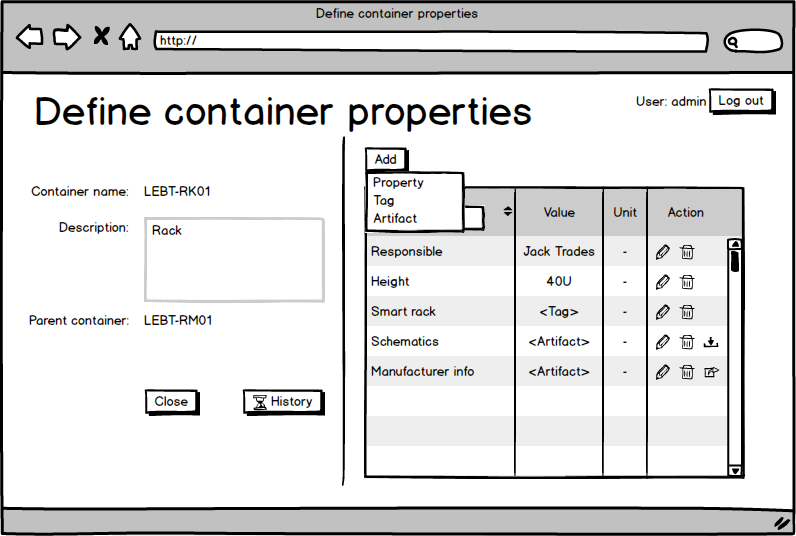 Define container properties
http://
Define container properties
User: admin
Log out
Container name: LEBT-RK01
Description: Rack
Parent container: LEBT-RM01
Close
History
Add
Property
Tag
Artifact
Value Unit Action
Responsible Jack Trades -
Height 40U -
Smart rack <Tag> -
Schematics <Artifact> -
Manufacturer info <Artifact> -